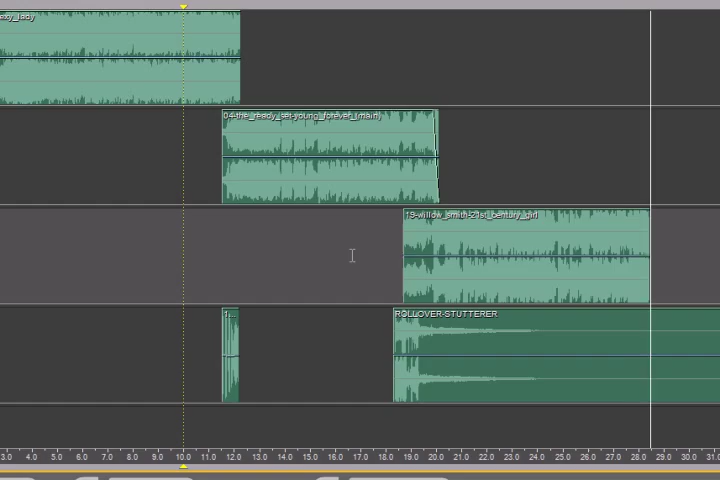 04-the_ready_set-young_forever_(main)
19-willow_smith-21st_century_girl
1...
ROLLOVER-STUTTERER
3.0 4.0 5.0 6.0 7.0 8.0 9.0 10.0 11.0 12.0 13.0 14.0 15.0 16.0 17.0 18.0 19.0 20.0 21.0 22.0 23.0 24.0 25.0 26.0 27.0 28.0 29.0 30.0 31.0